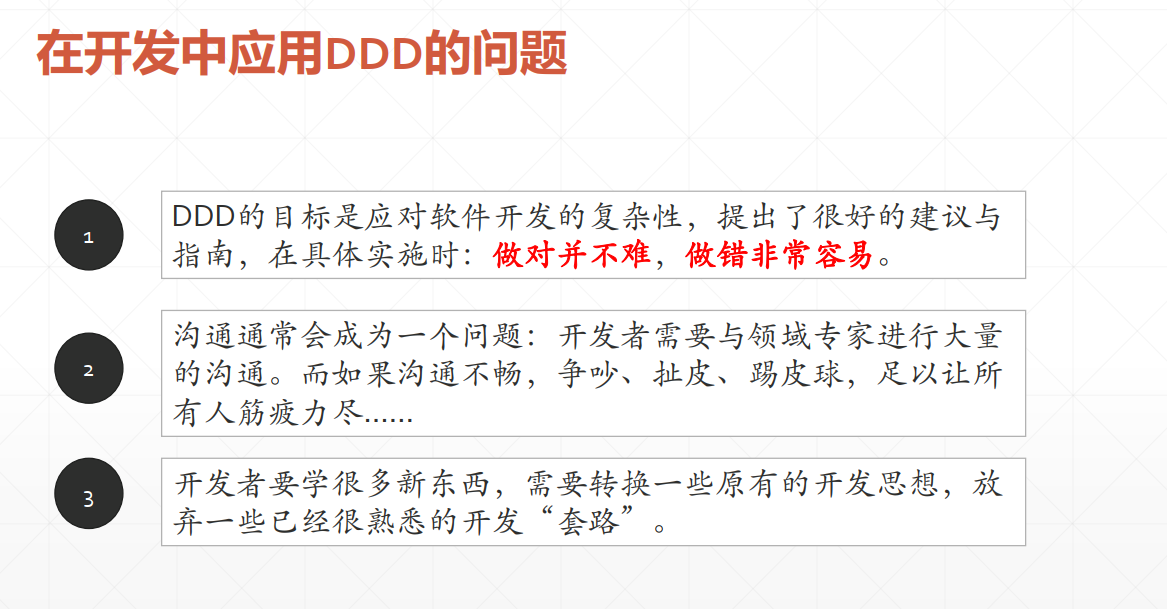 在开发中应用DDD的问题
1
DDD的目标是应对软件开发的复杂性，提出了很好的建议与
指南，在具体实施时：做对并不难，做错非常容易。
2
沟通通常会成为一个问题：开发者需要与领域专家进行大量
的沟通。而如果沟通不畅，争吵、扯皮、踢皮球，足以让所
有人筋疲力尽……
3
开发者要学很多新东西，需要转换一些原有的开发思想，放
弃一些已经很熟悉的开发“套路”。